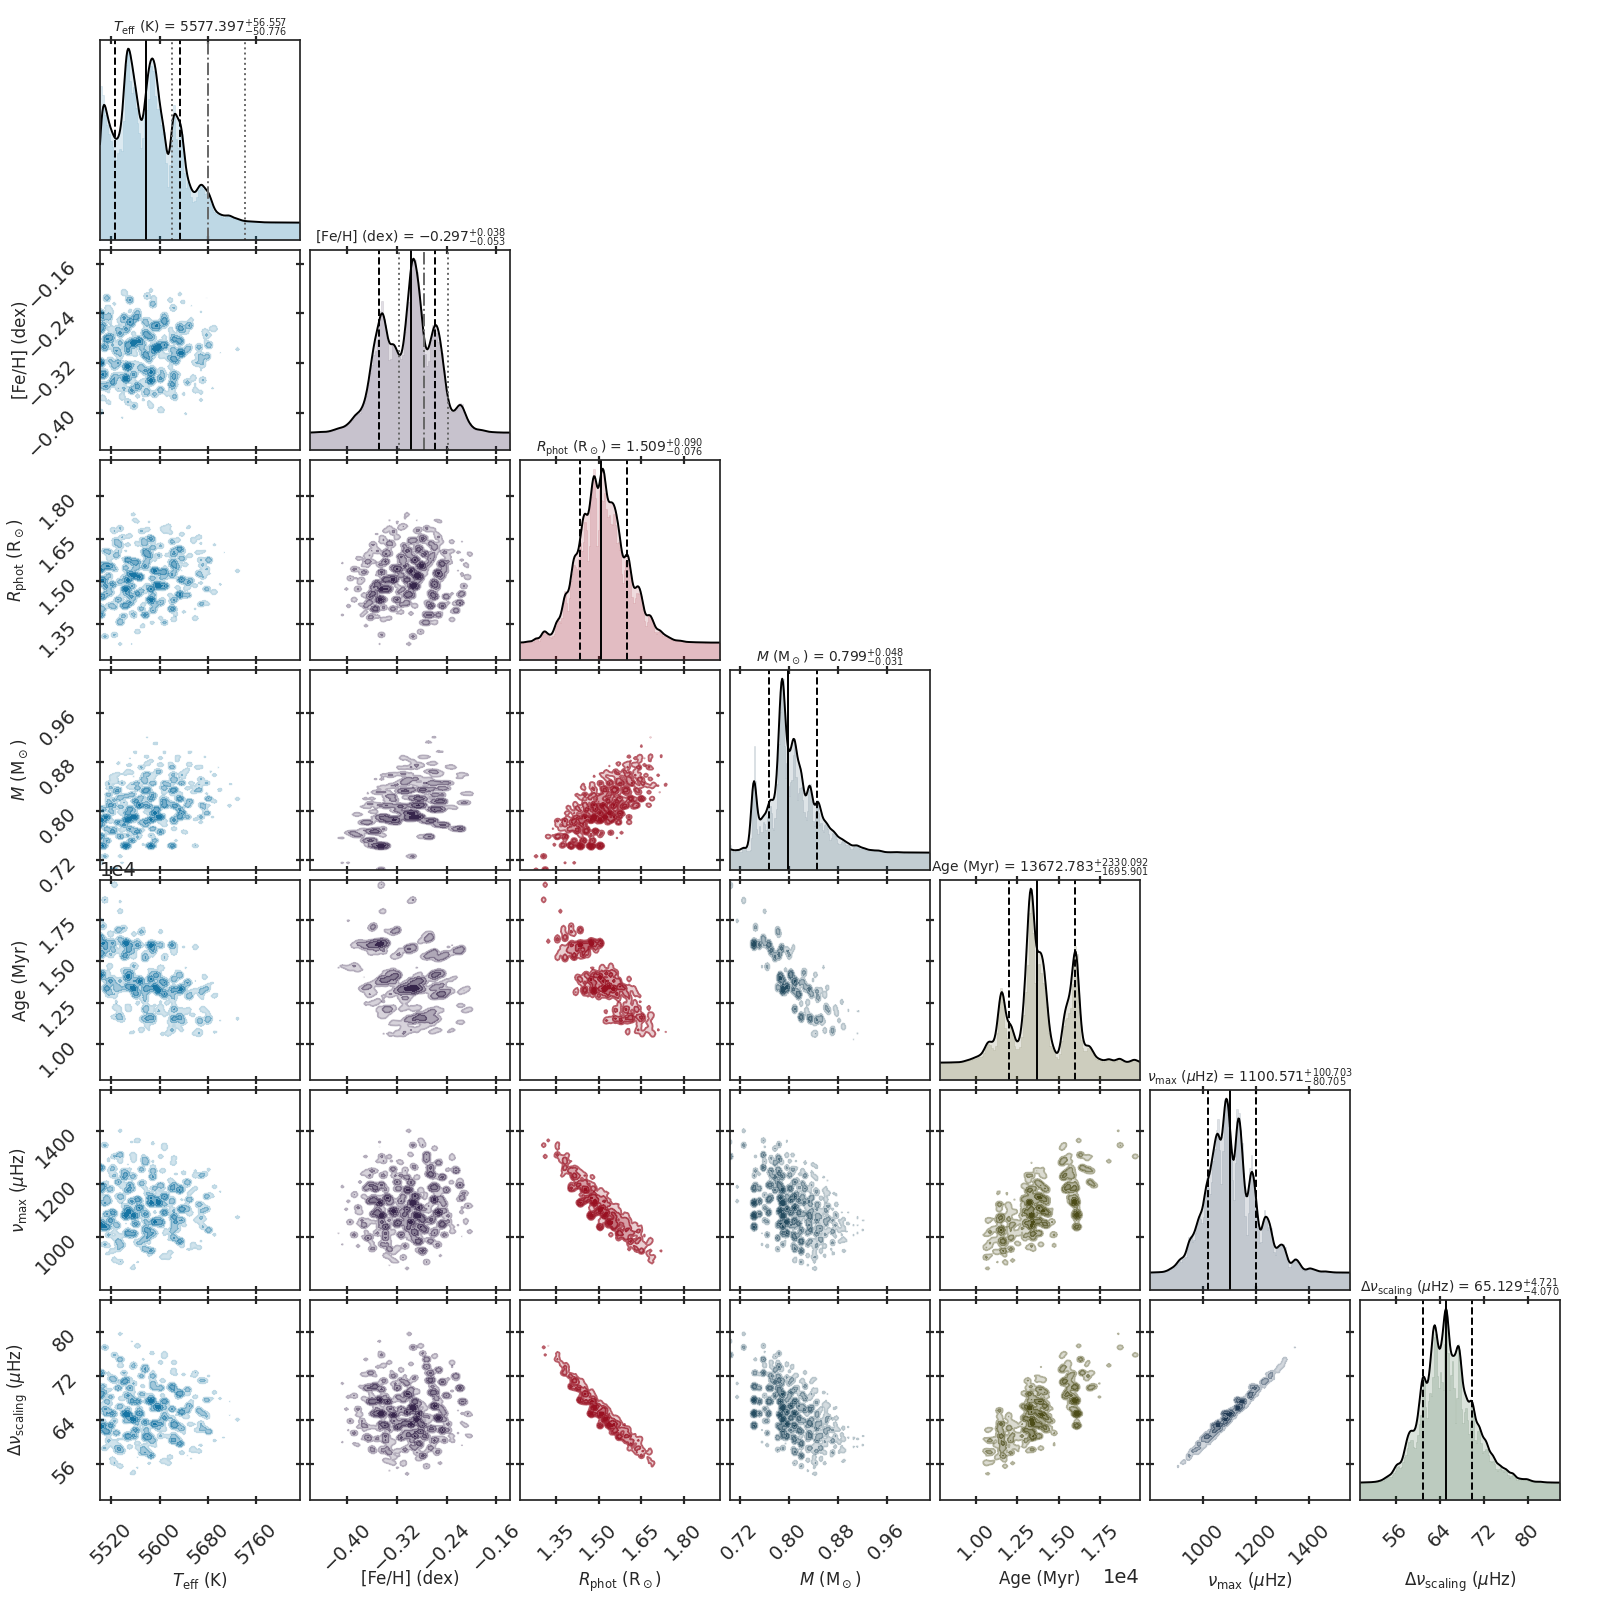 T_eff (K) = 5577.397 +56.557 −50.776
[Fe/H] (dex) = −0.297 +0.038 −0.053
−0.16
−0.24
−0.32
−0.40
[Fe/H] (dex)
R_phot (R_⊙) = 1.509 +0.090 −0.076
1.80
1.65
1.50
1.35
R_phot (R_⊙)
M (M_⊙) = 0.799 +0.048 −0.031
0.96
0.88
0.80
0.72
M (M_⊙)
1e4
Age (Myr) = 13672.783 +2330.092 −1695.901
1.75
1.50
1.25
1.00
Age (Myr)
ν_max (μHz) = 1100.571 +100.703 −80.705
1400
1200
1000
ν_max (μHz)
Δν_scaling (μHz) = 65.129 +4.721 −4.070
80
72
64
56
Δν_scaling (μHz)
5520 5600 5680 5760
−0.40 −0.32 −0.24 −0.16
1.35 1.50 1.65 1.80
0.72 0.80 0.88 0.96
1.00 1.25 1.50 1.75
1000 1200 1400
56 64 72 80
T_eff (K)
[Fe/H] (dex)
R_phot (R_⊙)
M (M_⊙)
Age (Myr)
1e4
ν_max (μHz)
Δν_scaling (μHz)